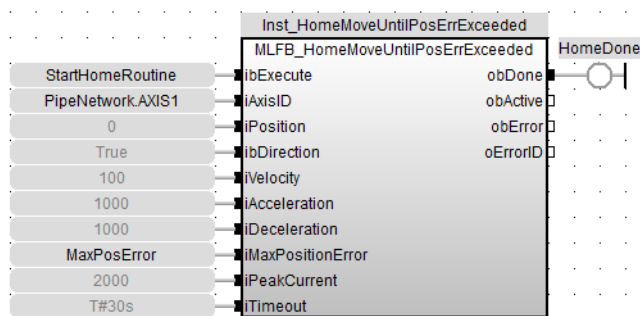 Inst_HomeMoveUntilPosErrExceeded
MLFB_HomeMoveUntilPosErrExceeded HomeDone
StartHomeRoutine ibExecute obDone
PipeNetwork.AXIS1 iAxisID obActive
0 iPosition obError
True ibDirection oErrorID
100 iVelocity
1000 iAcceleration
1000 iDeceleration
MaxPosError iMaxPositionError
2000 iPeakCurrent
T#30s iTimeout